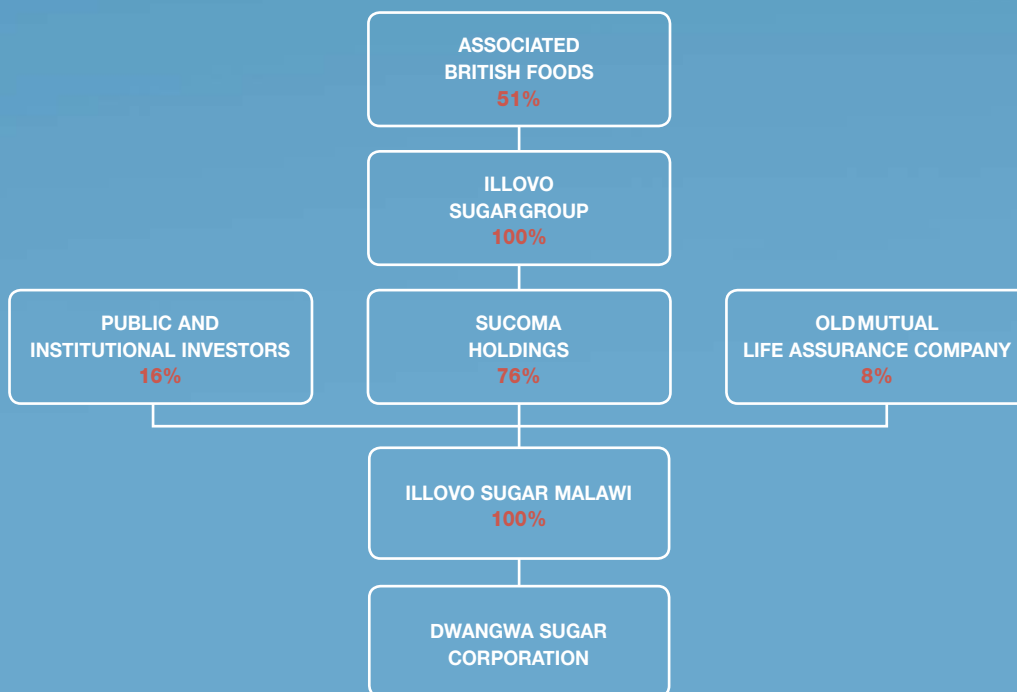 ASSOCIATED
BRITISH FOODS
51%
ILLOVO
SUGAR GROUP
100%
PUBLIC AND
INSTITUTIONAL INVESTORS
16%
SUCOMA
HOLDINGS
76%
OLD MUTUAL
LIFE ASSURANCE COMPANY
8%
ILLOVO SUGAR MALAWI
100%
DWANGWA SUGAR
CORPORATION